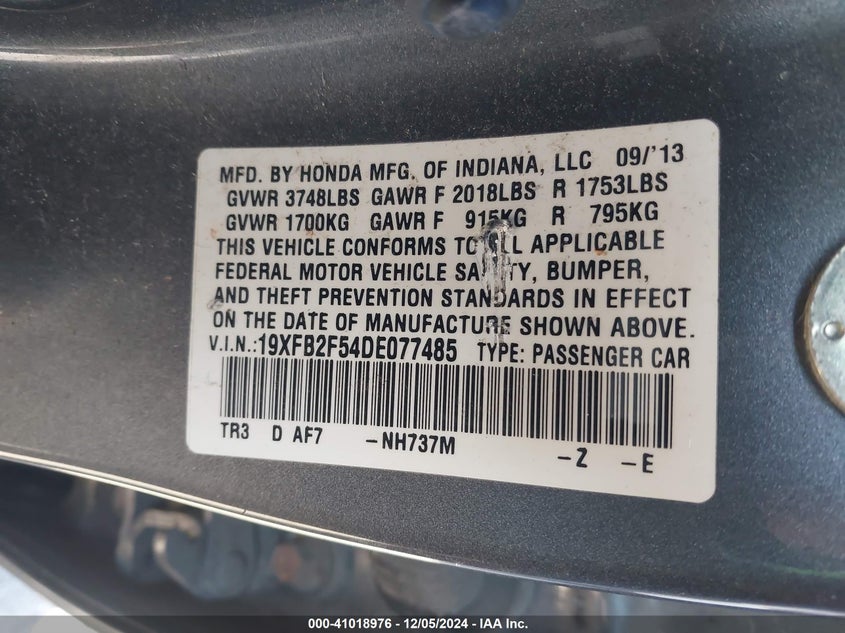 MFD. BY HONDA MFG. OF INDIANA, LLC 09/'13
GVWR 3748LBS GAWR F 2018LBS R 1753LBS
GVWR 1700KG GAWR F 915KG R 795KG
THIS VEHICLE CONFORMS TO ALL APPLICABLE
FEDERAL MOTOR VEHICLE SAFETY, BUMPER,
AND THEFT PREVENTION STANDARDS IN EFFECT
ON THE DATE OF MANUFACTURE SHOWN ABOVE.
V.I.N.:19XFB2F54DE077485 TYPE: PASSENGER CAR
TR3 D AF7 -NH737M -Z -E
000-41018976 - 12/05/2024 - IAA Inc.